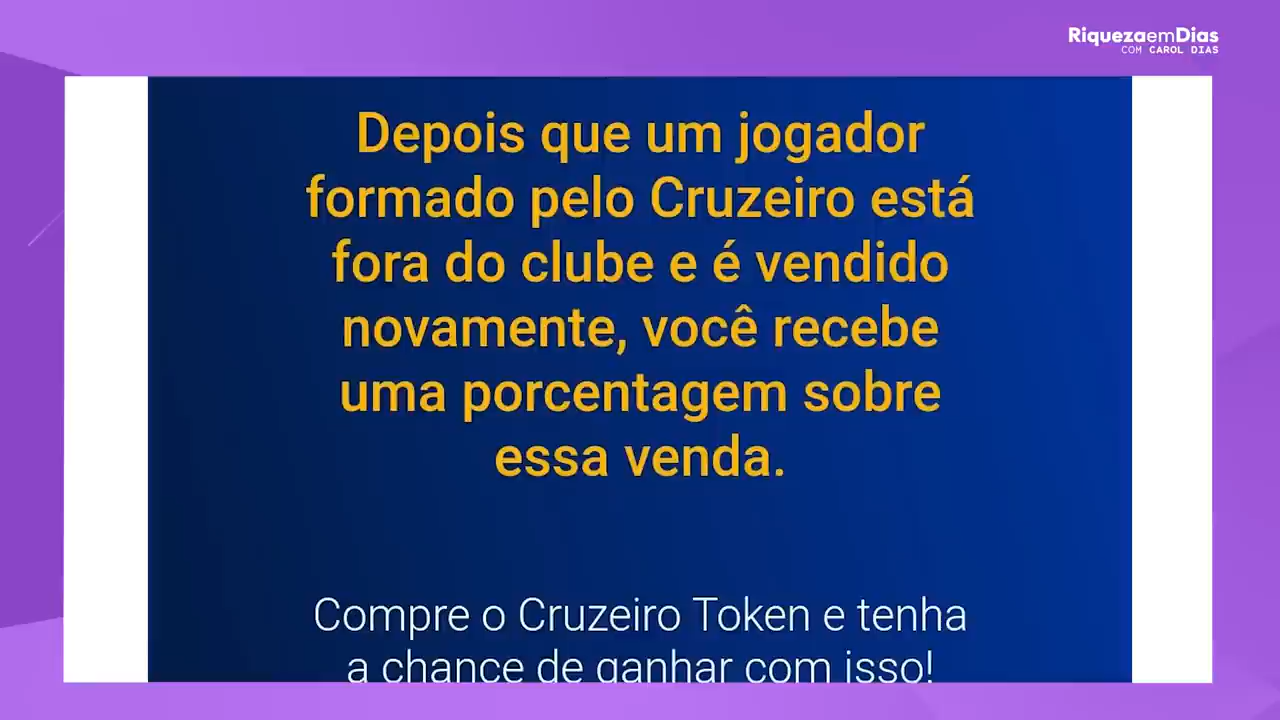 RiquezaemDias
COM CAROL DIAS
Depois que um jogador
formado pelo Cruzeiro está
fora do clube e é vendido
novamente, você recebe
uma porcentagem sobre
essa venda.
Compre o Cruzeiro Token e tenha
a chance de ganhar com isso!